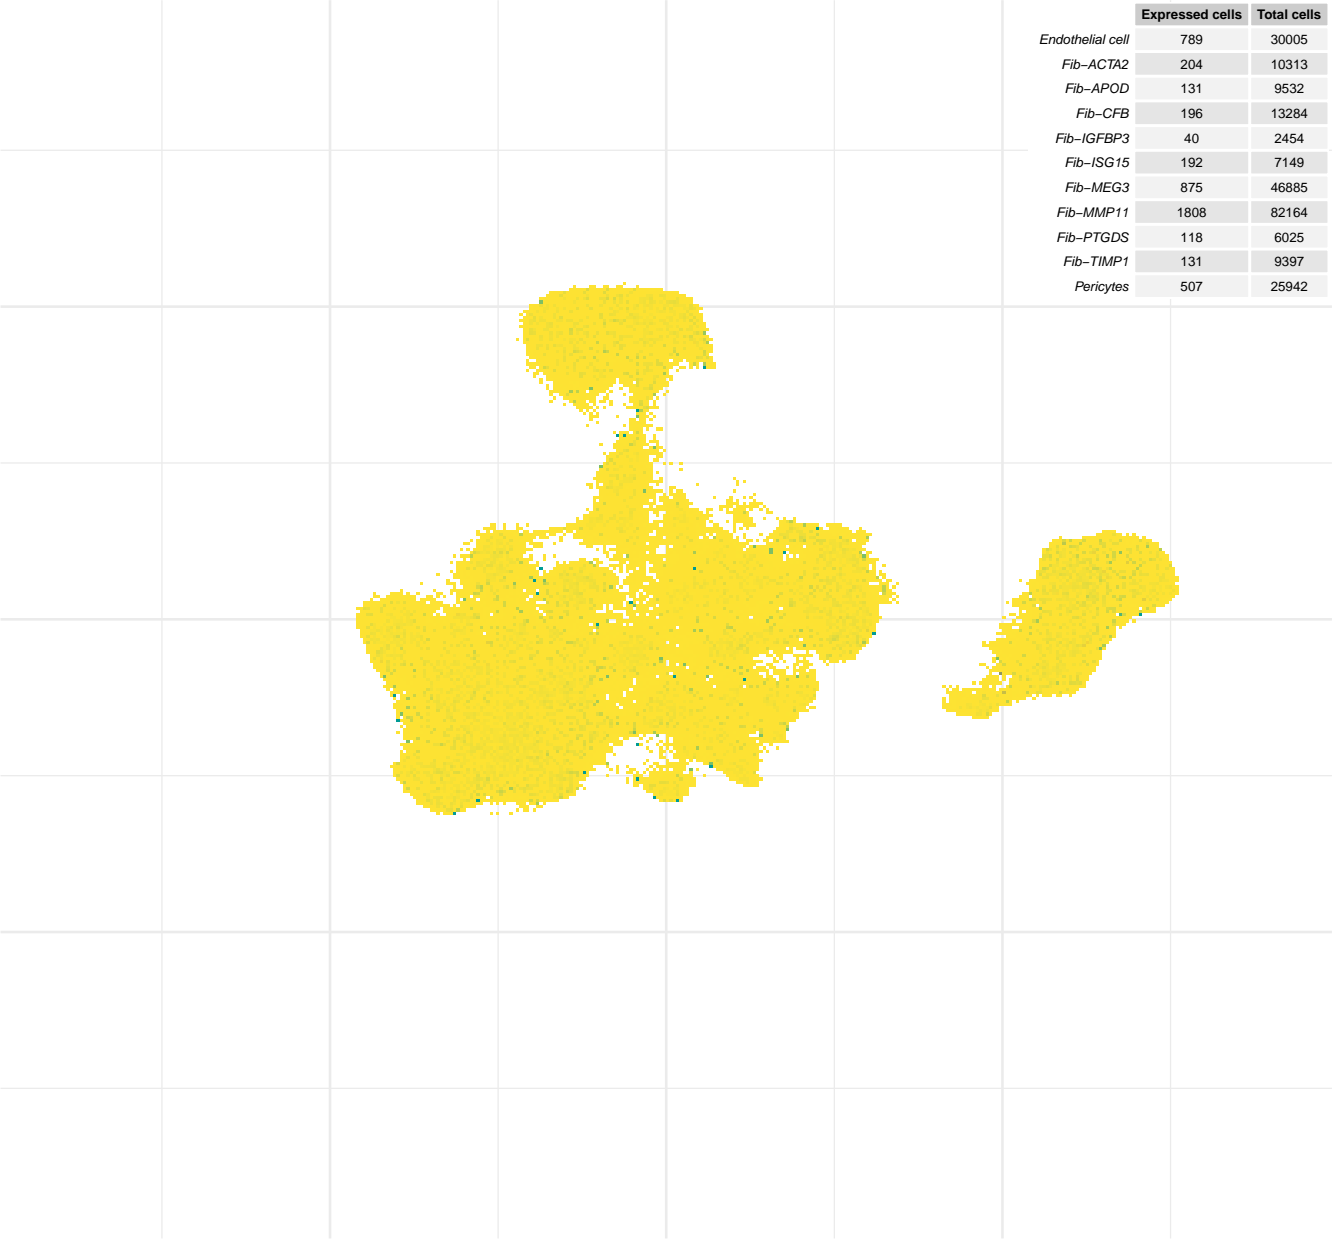 Expressed cells Total cells
Endothelial cell 789 30005
Fib−ACTA2 204 10313
Fib−APOD 131 9532
Fib−CFB 196 13284
Fib−IGFBP3 40 2454
Fib−ISG15 192 7149
Fib−MEG3 875 46885
Fib−MMP11 1808 82164
Fib−PTGDS 118 6025
Fib−TIMP1 131 9397
Pericytes 507 25942